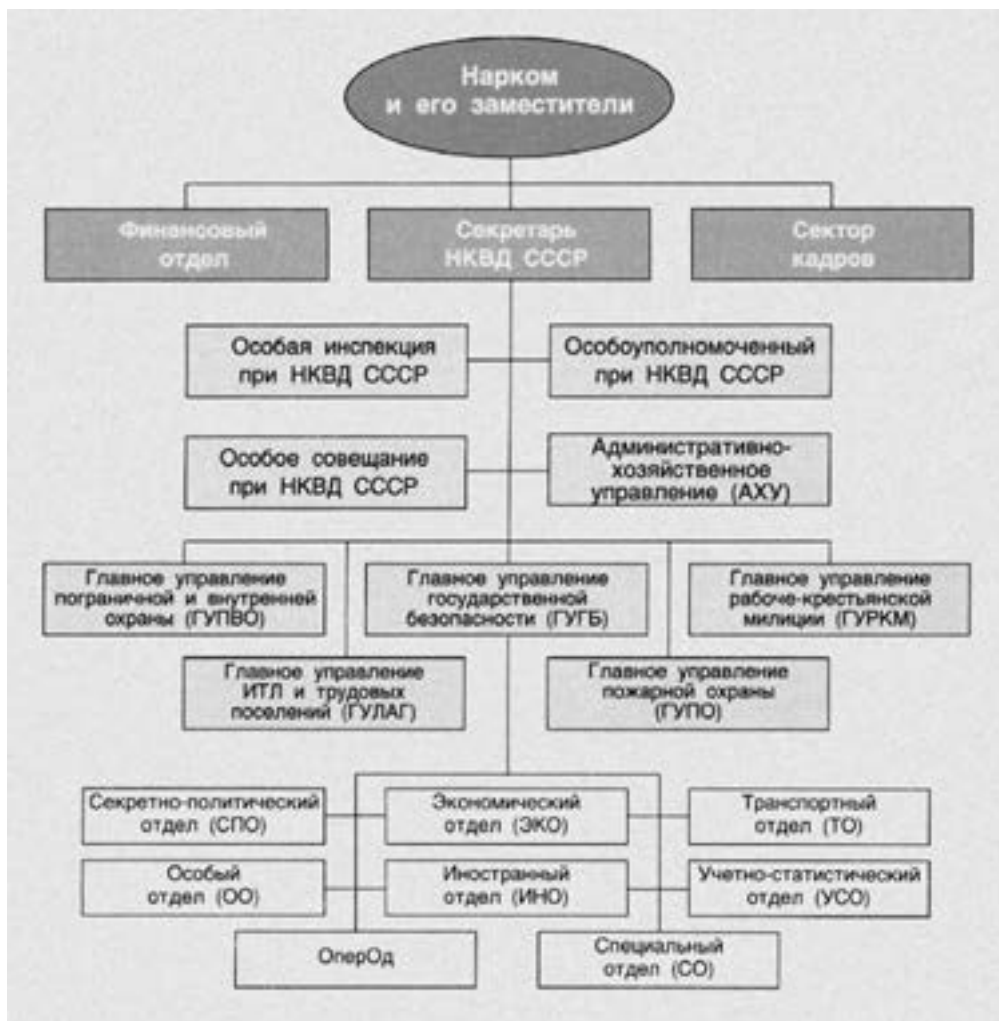 Нарком
и его заместители
Финансовый
отдел
Секретарь
НКВД СССР
Сектор
кадров
Особая инспекция
при НКВД СССР
Особоуполномоченный
при НКВД СССР
Особое совещание
при НКВД СССР
Административно-
хозяйственное
управление (АХУ)
Главное управление
пограничной и внутренней
охраны (ГУПВО)
Главное управление
государственной
безопасности (ГУГБ)
Главное управление
рабоче-крестьянской
милиции (ГУРКМ)
Главное управление
ИТЛ и трудовых
поселений (ГУЛАГ)
Главное управление
пожарной охраны
(ГУПО)
Секретно-политический
отдел (СПО)
Экономический
отдел (ЭКО)
Транспортный
отдел (ТО)
Особый
отдел (ОО)
Иностранный
отдел (ИНО)
Учетно-статистический
отдел (УСО)
ОперОд
Специальный
отдел (СО)